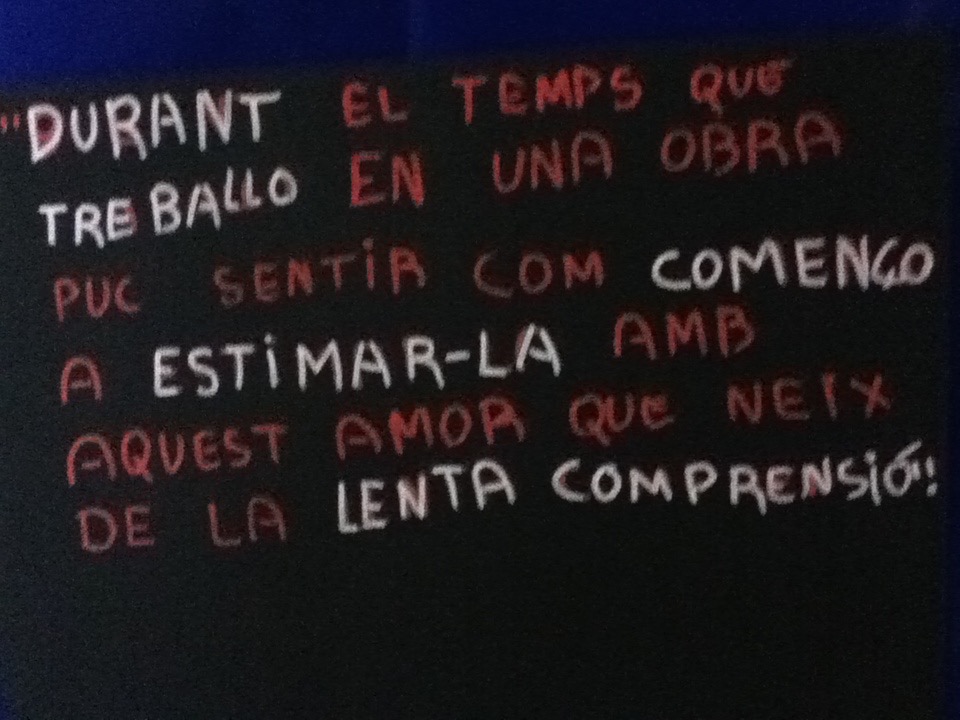 "DURANT EL TEMPS QUE
TREBALLO EN UNA OBRA
PUC SENTIR COM COMENÇO
A ESTIMAR-LA AMB
AQUEST AMOR QUE NEIX
DE LA LENTA COMPRENSIÓ"!